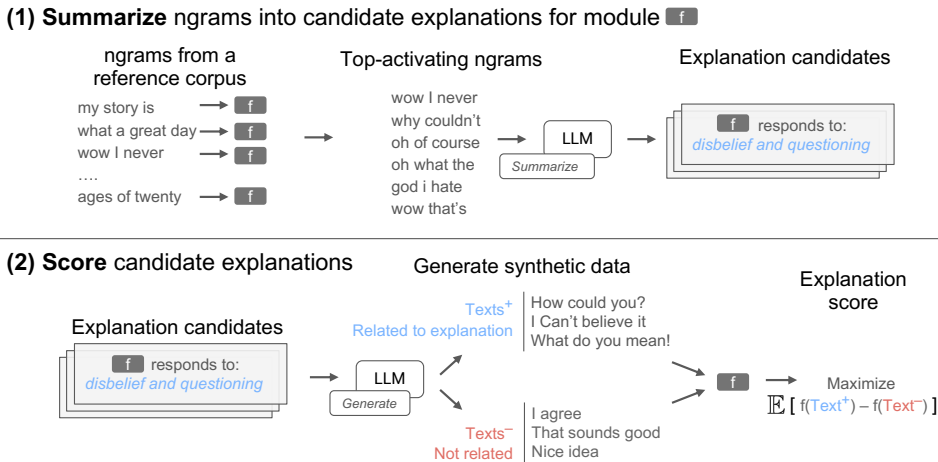 (1) Summarize ngrams into candidate explanations for module f
ngrams from a
reference corpus
my story is f
what a great day f
wow I never f
....
ages of twenty f
Top-activating ngrams
wow I never
why couldn't
oh of course
oh what the
god i hate
wow that's
LLM
Summarize
Explanation candidates
f responds to:
disbelief and questioning
(2) Score candidate explanations
Explanation candidates
f responds to:
disbelief and questioning
LLM
Generate
Generate synthetic data
Texts+
Related to explanation
How could you?
I Can't believe it
What do you mean!
Texts−
Not related
I agree
That sounds good
Nice idea
f
Explanation
score
Maximize
𝔼 [ f(Text+) – f(Text−) ]